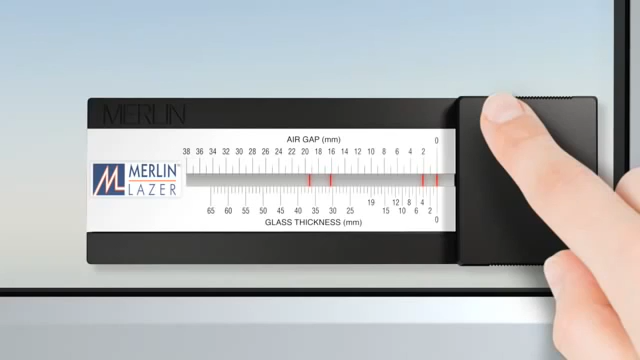 MERLIN
AIR GAP (mm)
38 36 34 32 30 28 26 24 22 20 18 16 14 12 10 8 6 4 2 0
MERLIN™
LAZER
65 60 55 50 45 40 35 30 25 19 15 12 10 8 6 4 2 0
GLASS THICKNESS (mm)